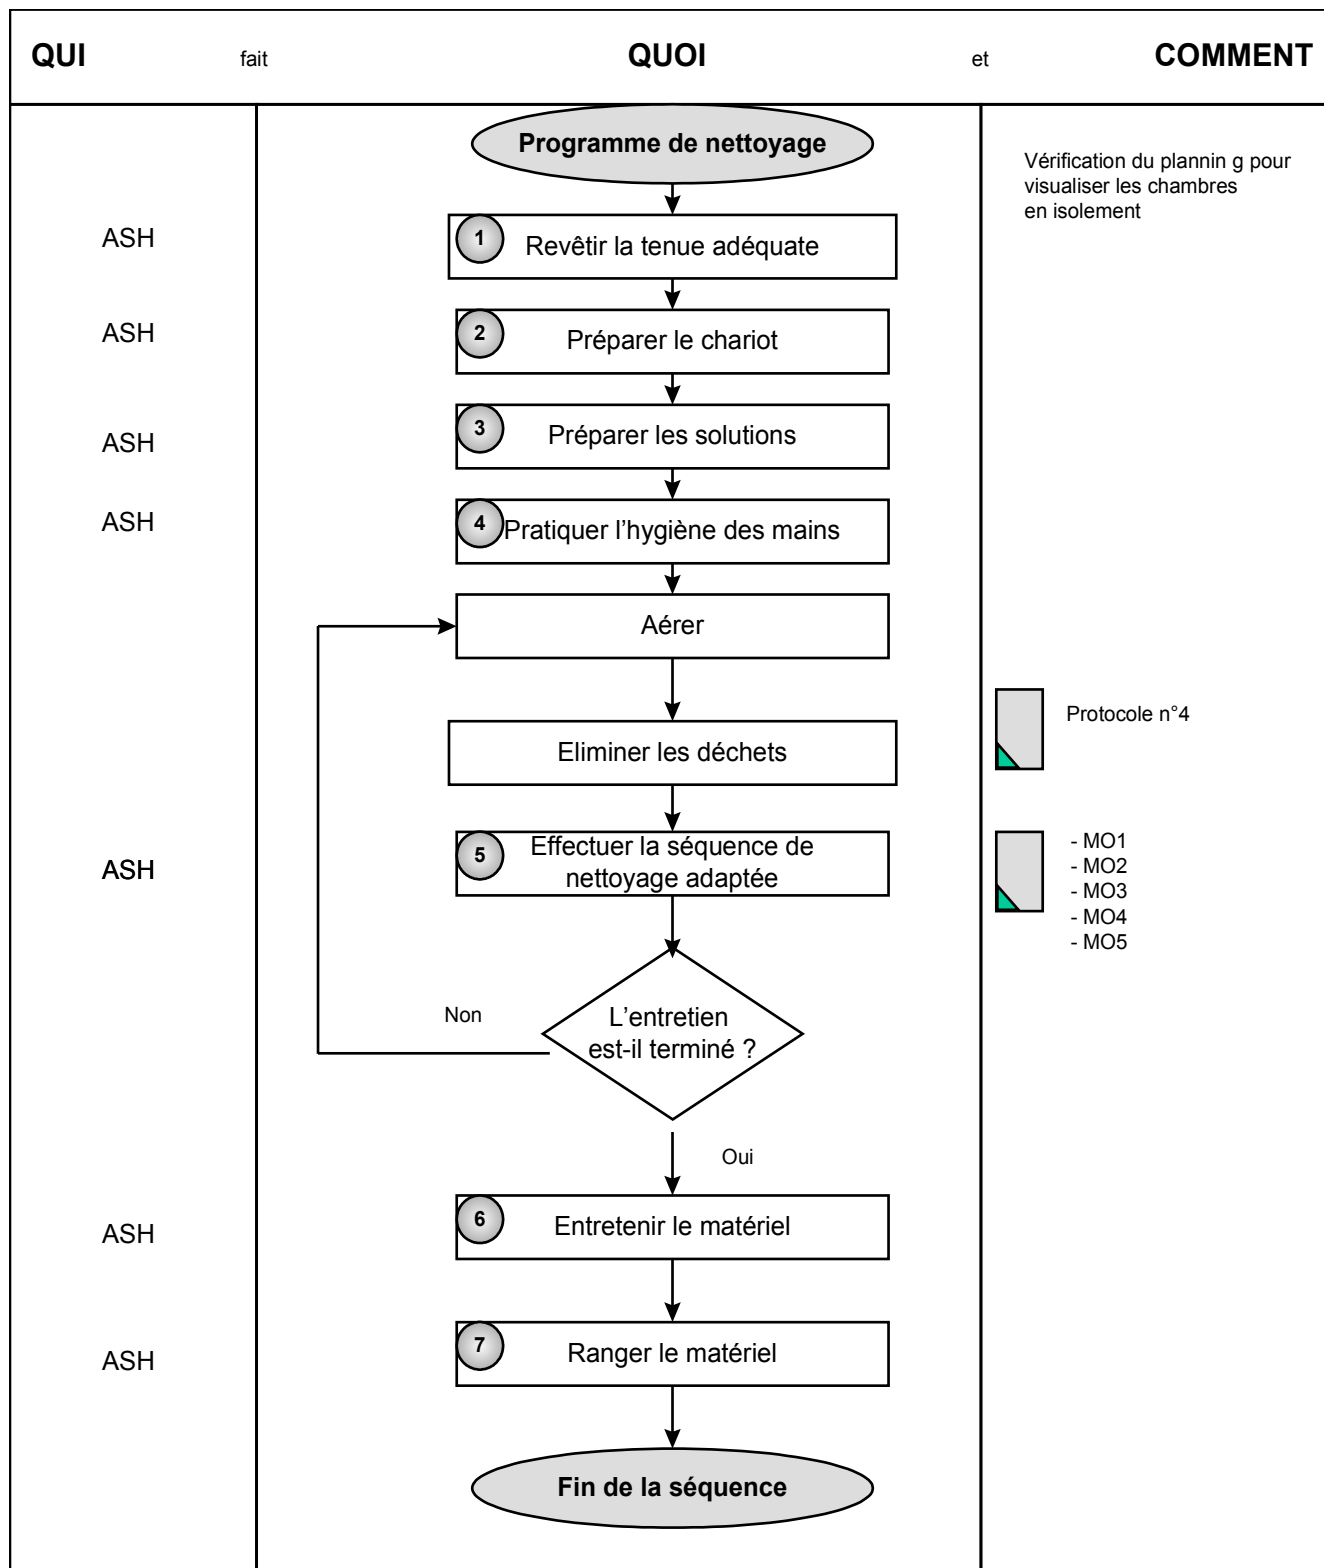 QUI fait QUOI et COMMENT
Programme de nettoyage
Vérification du plannin g pour
visualiser les chambres
en isolement
ASH
1
Revêtir la tenue adéquate
ASH
2
Préparer le chariot
ASH
3
Préparer les solutions
ASH
4
Pratiquer l'hygiène des mains
Aérer
Eliminer les déchets
Protocole n°4
ASH
5
Effectuer la séquence de
nettoyage adaptée
- MO1
- MO2
- MO3
- MO4
- MO5
L'entretien
est-il terminé ?
Non
Oui
ASH
6
Entretenir le matériel
ASH
7
Ranger le matériel
Fin de la séquence